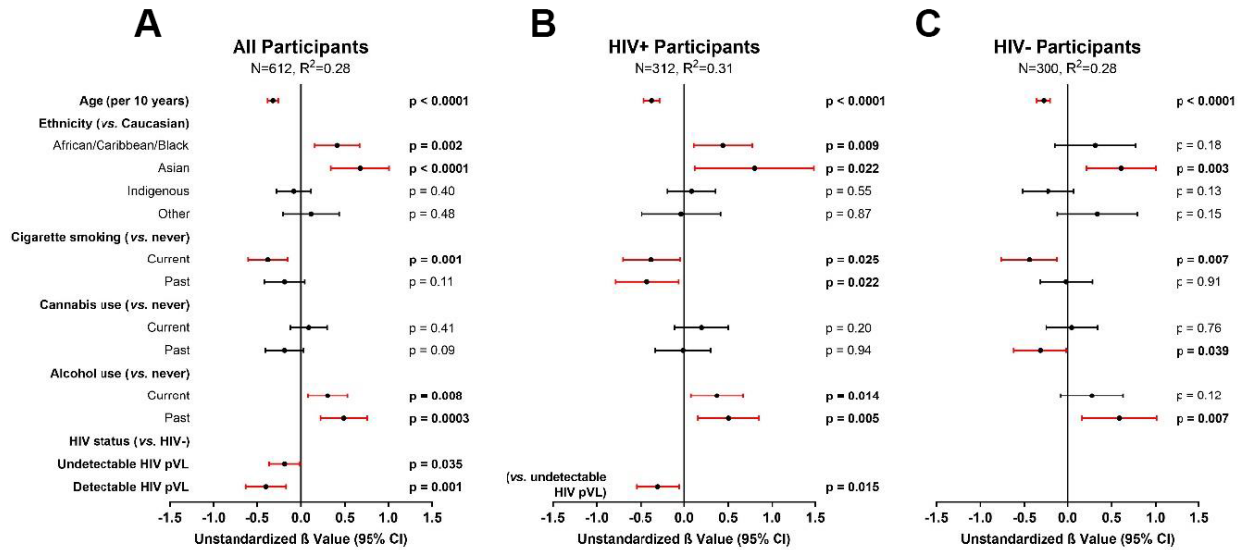 A
All Participants
N=612, R²=0.28
B
HIV+ Participants
N=312, R²=0.31
C
HIV- Participants
N=300, R²=0.28
Age (per 10 years) p < 0.0001 p < 0.0001 p < 0.0001
Ethnicity (vs. Caucasian)
African/Caribbean/Black p = 0.002 p = 0.009 p = 0.18
Asian p < 0.0001 p = 0.022 p = 0.003
Indigenous p = 0.40 p = 0.55 p = 0.13
Other p = 0.48 p = 0.87 p = 0.15
Cigarette smoking (vs. never)
Current p = 0.001 p = 0.025 p = 0.007
Past p = 0.11 p = 0.022 p = 0.91
Cannabis use (vs. never)
Current p = 0.41 p = 0.20 p = 0.76
Past p = 0.09 p = 0.94 p = 0.039
Alcohol use (vs. never)
Current p = 0.008 p = 0.014 p = 0.12
Past p = 0.0003 p = 0.005 p = 0.007
HIV status (vs. HIV-)
Undetectable HIV pVL p = 0.035
Detectable HIV pVL p = 0.001 (vs. undetectable HIV pVL) p = 0.015
-1.5 -1.0 -0.5 0.0 0.5 1.0 1.5 -1.5 -1.0 -0.5 0.0 0.5 1.0 1.5 -1.5 -1.0 -0.5 0.0 0.5 1.0 1.5
Unstandardized ß Value (95% CI) Unstandardized ß Value (95% CI) Unstandardized ß Value (95% CI)